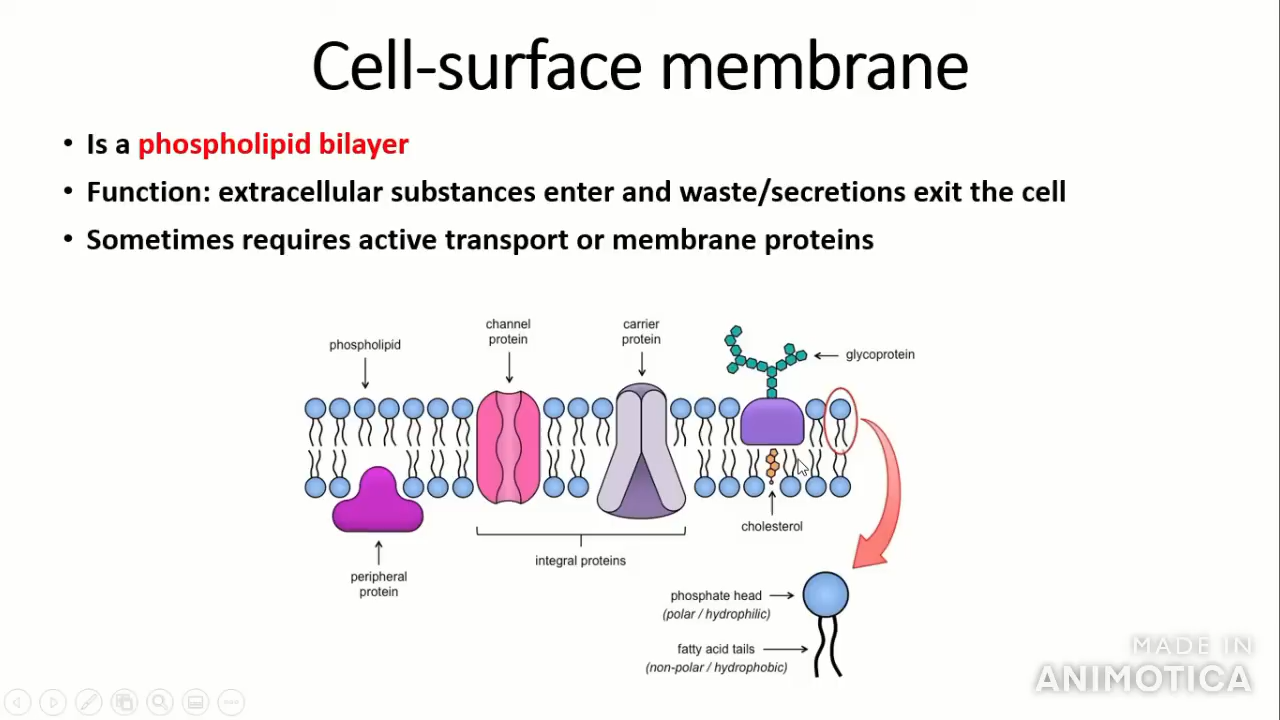 Cell-surface membrane
• Is a phospholipid bilayer
• Function: extracellular substances enter and waste/secretions exit the cell
• Sometimes requires active transport or membrane proteins
phospholipid
channel
protein
carrier
protein
glycoprotein
cholesterol
integral proteins
peripheral
protein
phosphate head
(polar / hydrophilic)
fatty acid tails
(non-polar / hydrophobic)
MADE IN
ANIMOTICA